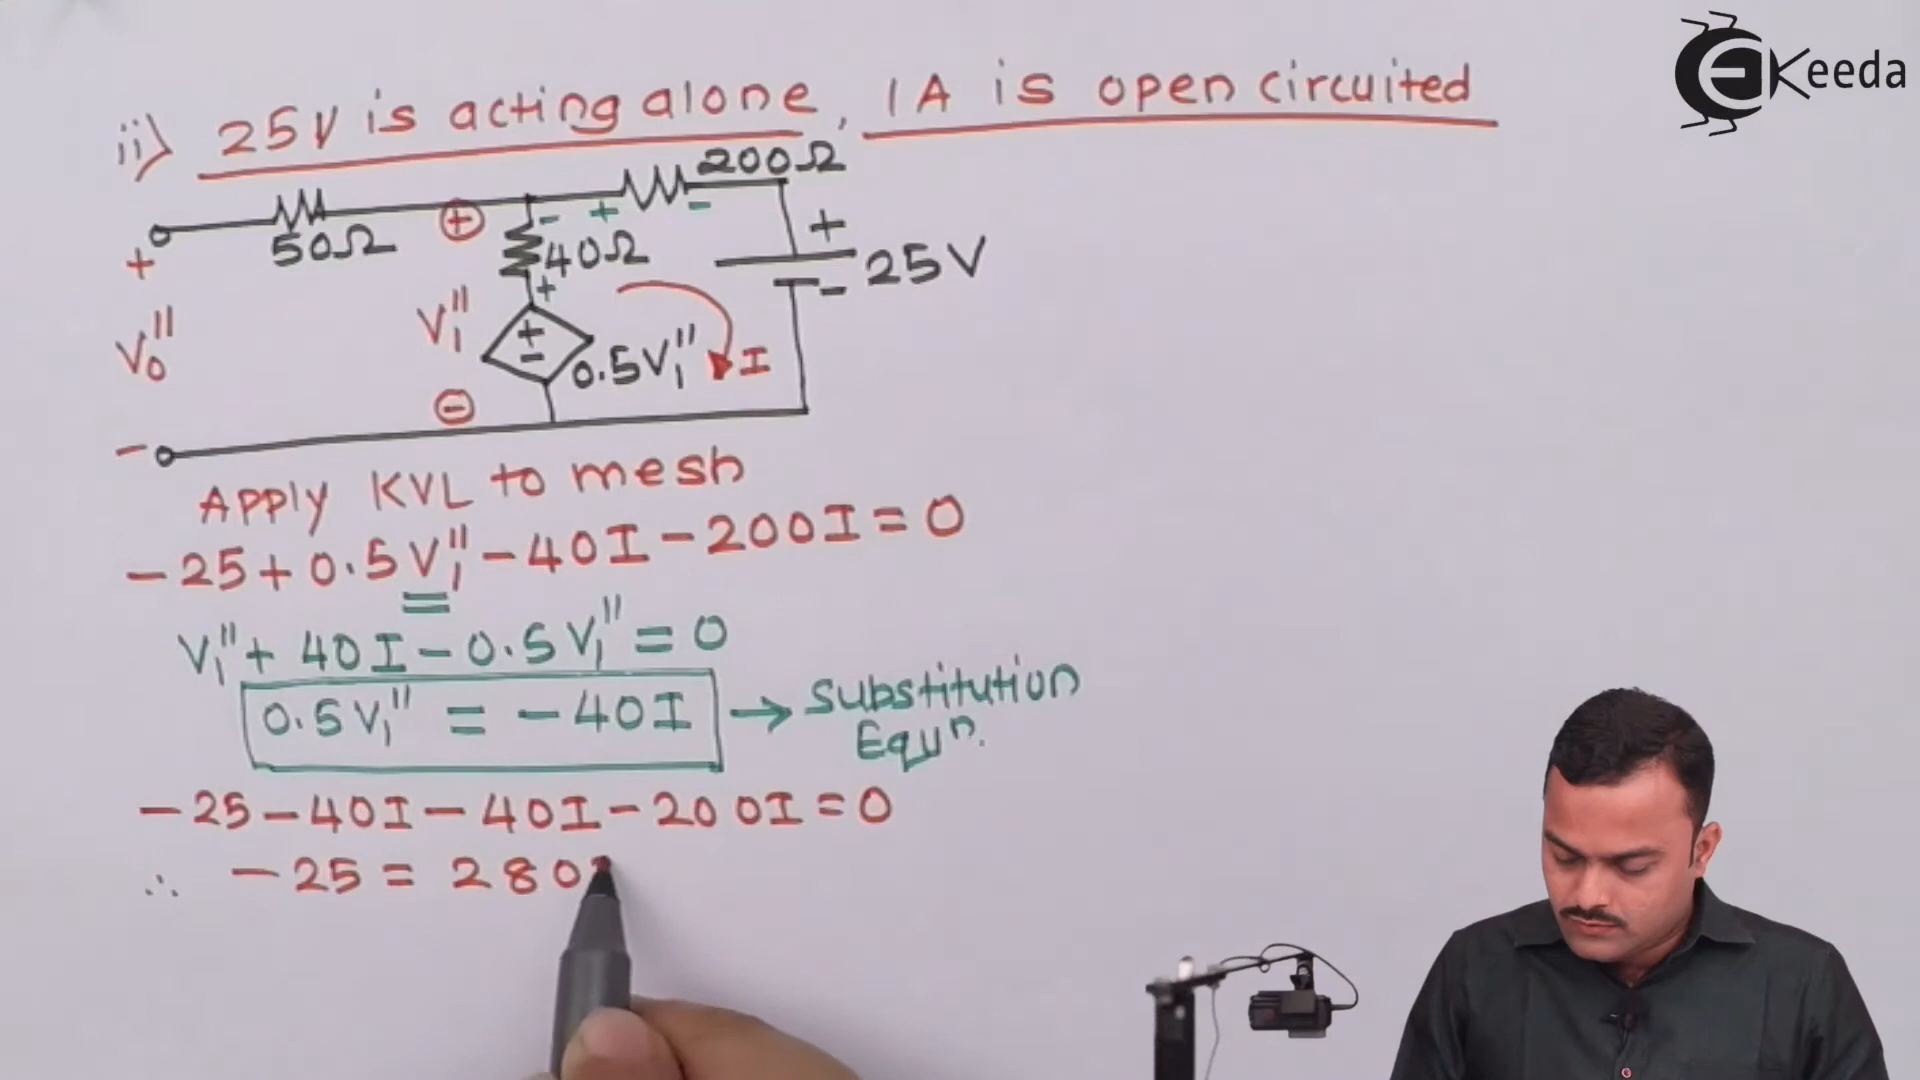 EKeeda
ii) 25V is acting alone, 1A is open circuited
200Ω
+ - + -
50Ω 40Ω + 25V
+ + -
V₀'' V₁'' + - 0.5V₁'' I
- -
Apply KVL to mesh
-25+0.5V₁''-40I-200I=0
V₁''+40I-0.5V₁''=0
0.5V₁'' = -40I → Substitution
Equⁿ.
-25-40I-40I-200I=0
∴ -25 = 280I